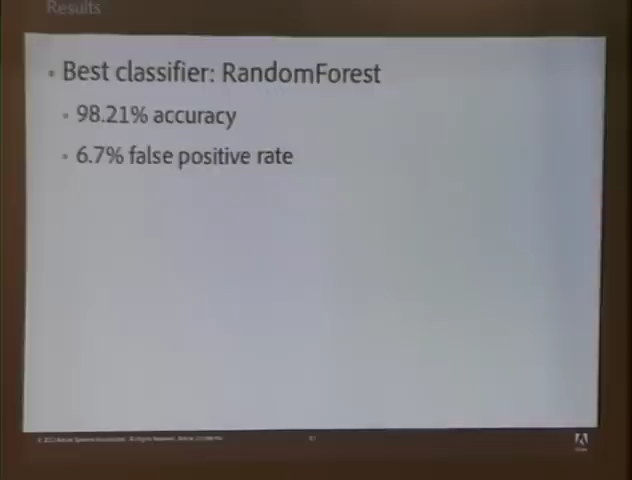 Results
Best classifier: RandomForest
98.21% accuracy
6.7% false positive rate